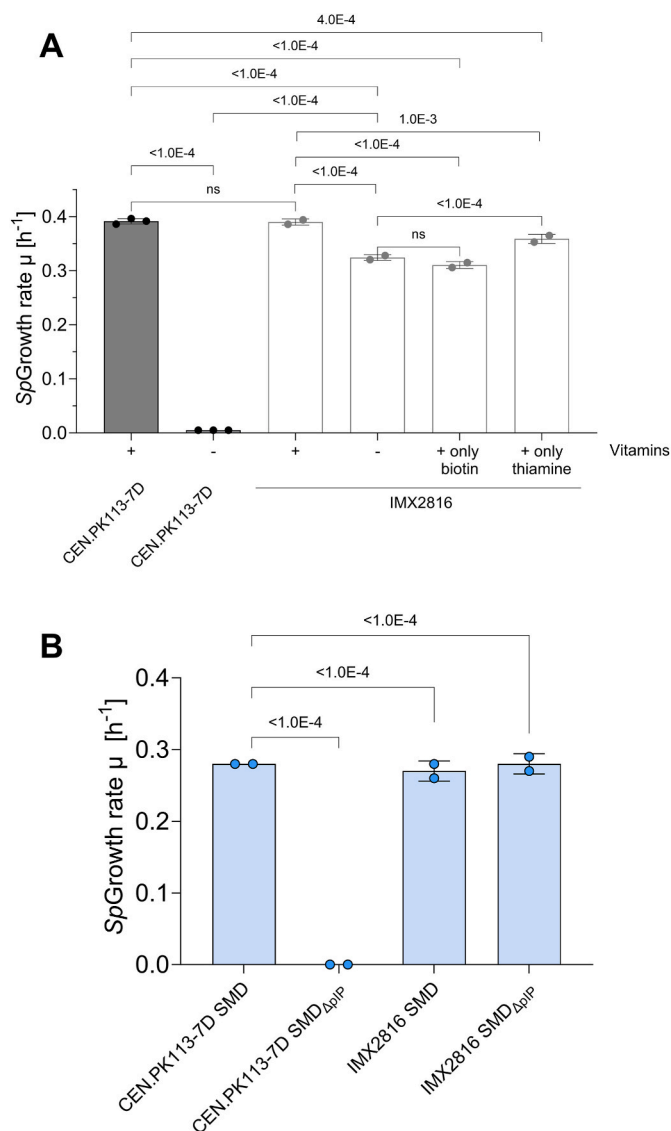 A
4.0E-4
<1.0E-4
<1.0E-4
<1.0E-4
1.0E-3
<1.0E-4
<1.0E-4
<1.0E-4
ns
<1.0E-4
ns
SpGrowth rate μ [h-1]
0.4
0.3
0.2
0.1
0.0
+ - + - + only biotin + only thiamine Vitamins
CEN.PK113-7D
CEN.PK113-7D
IMX2816
B
<1.0E-4
<1.0E-4
<1.0E-4
SpGrowth rate μ [h-1]
0.4
0.3
0.2
0.1
0.0
CEN.PK113-7D SMD
CEN.PK113-7D SMDΔpIP
IMX2816 SMD
IMX2816 SMDΔpIP